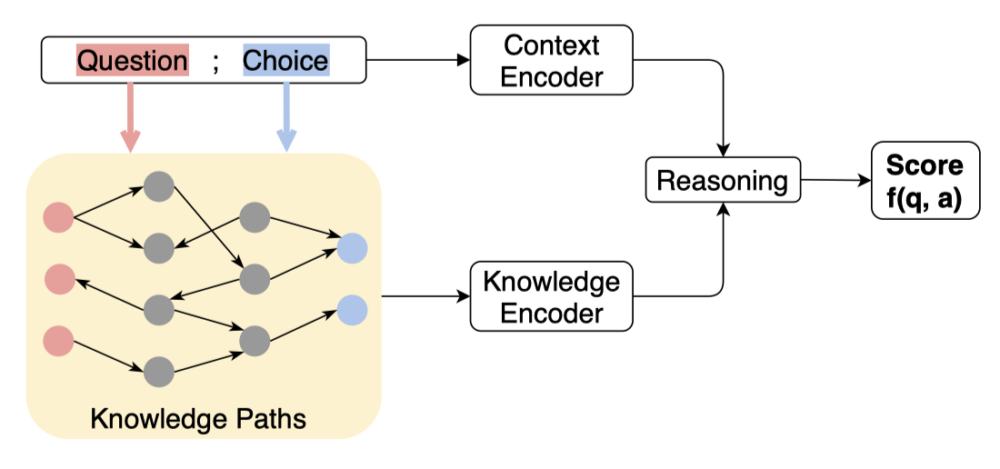 Question ; Choice
Context
Encoder
Reasoning
Score
f(q, a)
Knowledge
Encoder
Knowledge Paths